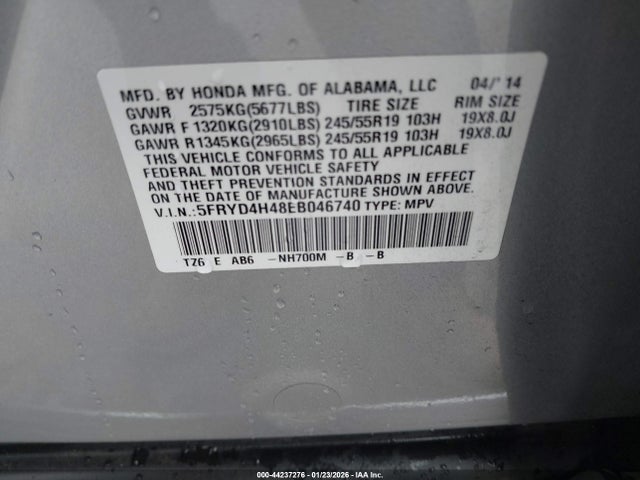 MFD. BY HONDA MFG. OF ALABAMA, LLC 04/'14
GVWR 2575KG(5677LBS) TIRE SIZE RIM SIZE
GAWR F 1320KG(2910LBS) 245/55R19 103H 19X8.0J
GAWR R 1345KG(2965LBS) 245/55R19 103H 19X8.0J
THIS VEHICLE CONFORMS TO ALL APPLICABLE
FEDERAL MOTOR VEHICLE SAFETY
AND THEFT PREVENTION STANDARDS IN EFFECT
ON THE DATE OF MANUFACTURE SHOWN ABOVE.
V.I.N.:5FRYD4H48EB046740 TYPE: MPV
TZ6 E AB6 -NH700M -B -B
000-44237276 - 01/23/2026 - IAA Inc.